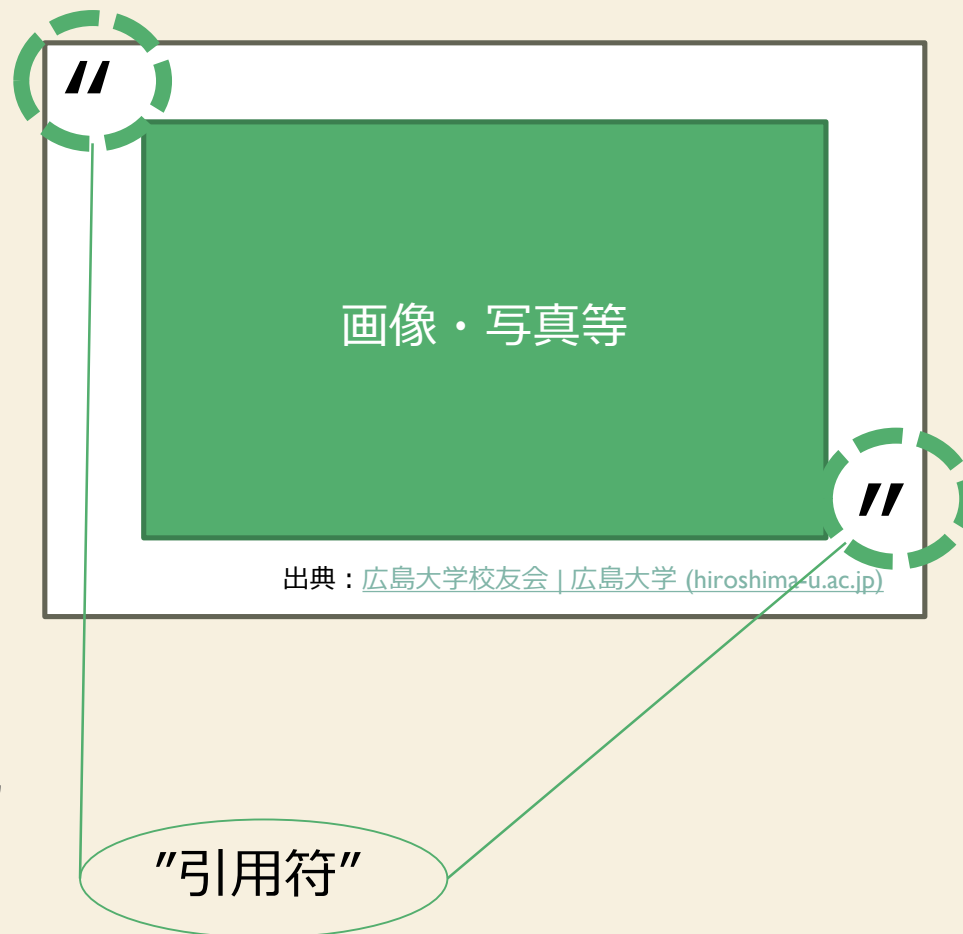 “
画像・写真等
”
出典：広島大学校友会 | 広島大学 (hiroshima-u.ac.jp)
”引用符”